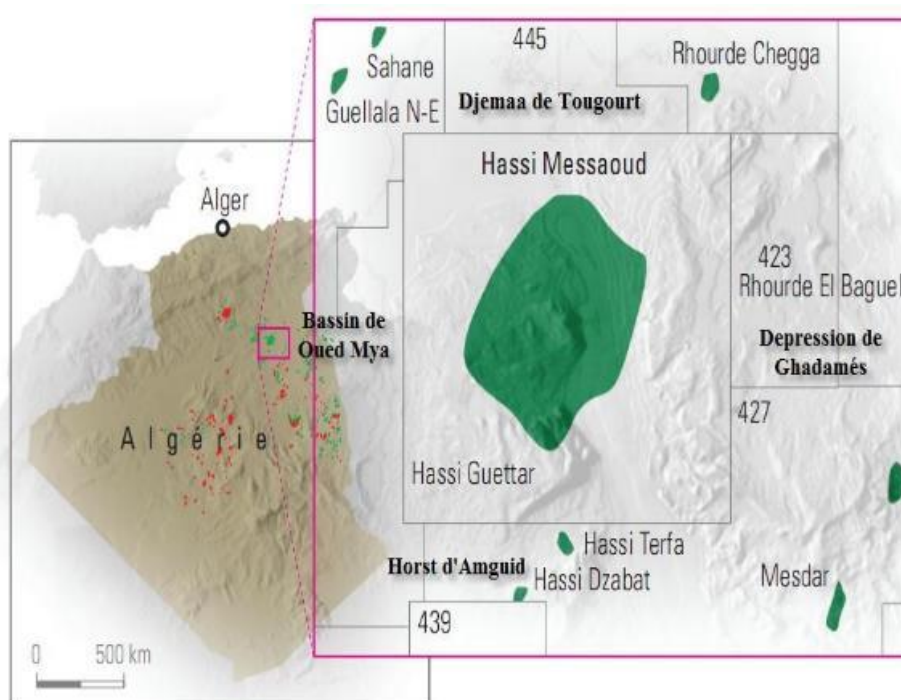 445
Sahane
Rhourde Chegga
Guellala N-E
Djemaa de Tougourt
Hassi Messaoud
Alger
423
Rhourde El Baguel
Bassin de
Oued Mya
Depression de
Ghadamés
427
Algérie
Hassi Guettar
Hassi Terfa
Horst d'Amguid
Hassi Dzabat
Mesdar
439
0 500 km